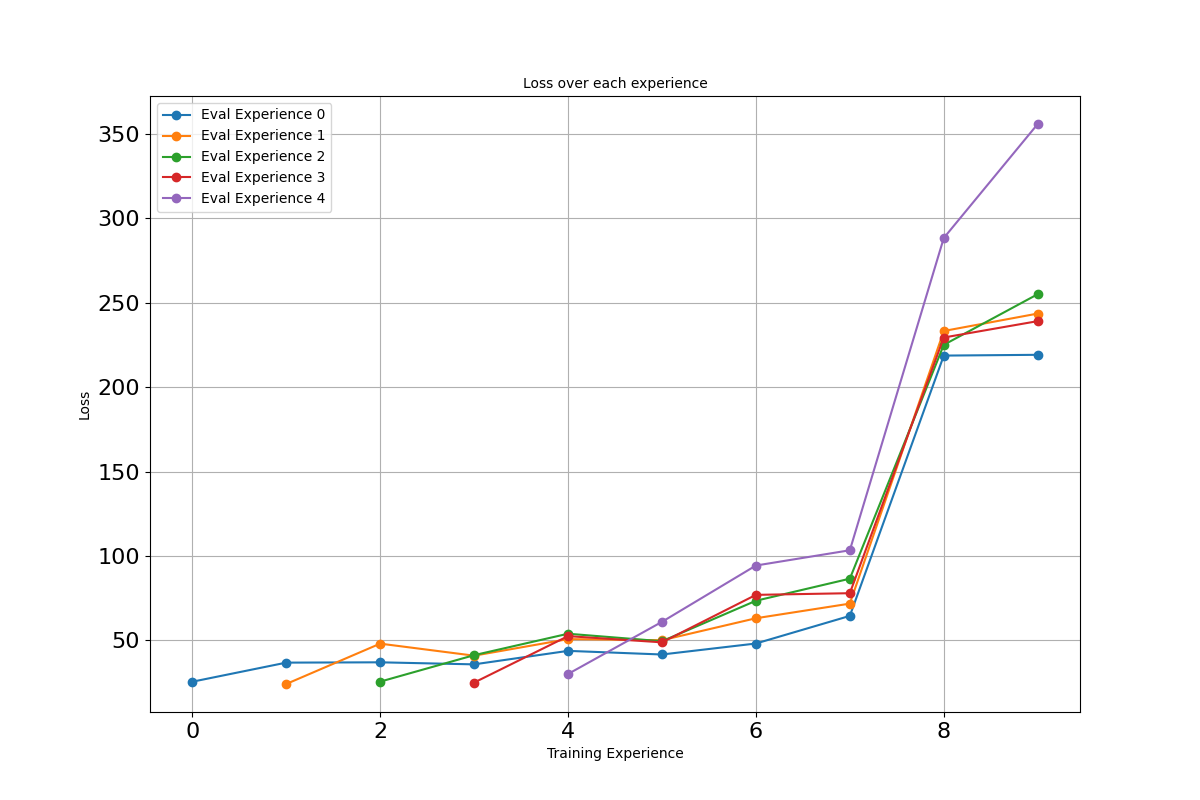 Loss over each experience
Eval Experience 0
Eval Experience 1
Eval Experience 2
Eval Experience 3
Eval Experience 4
350
300
250
200
150
100
50
Loss
0 2 4 6 8
Training Experience